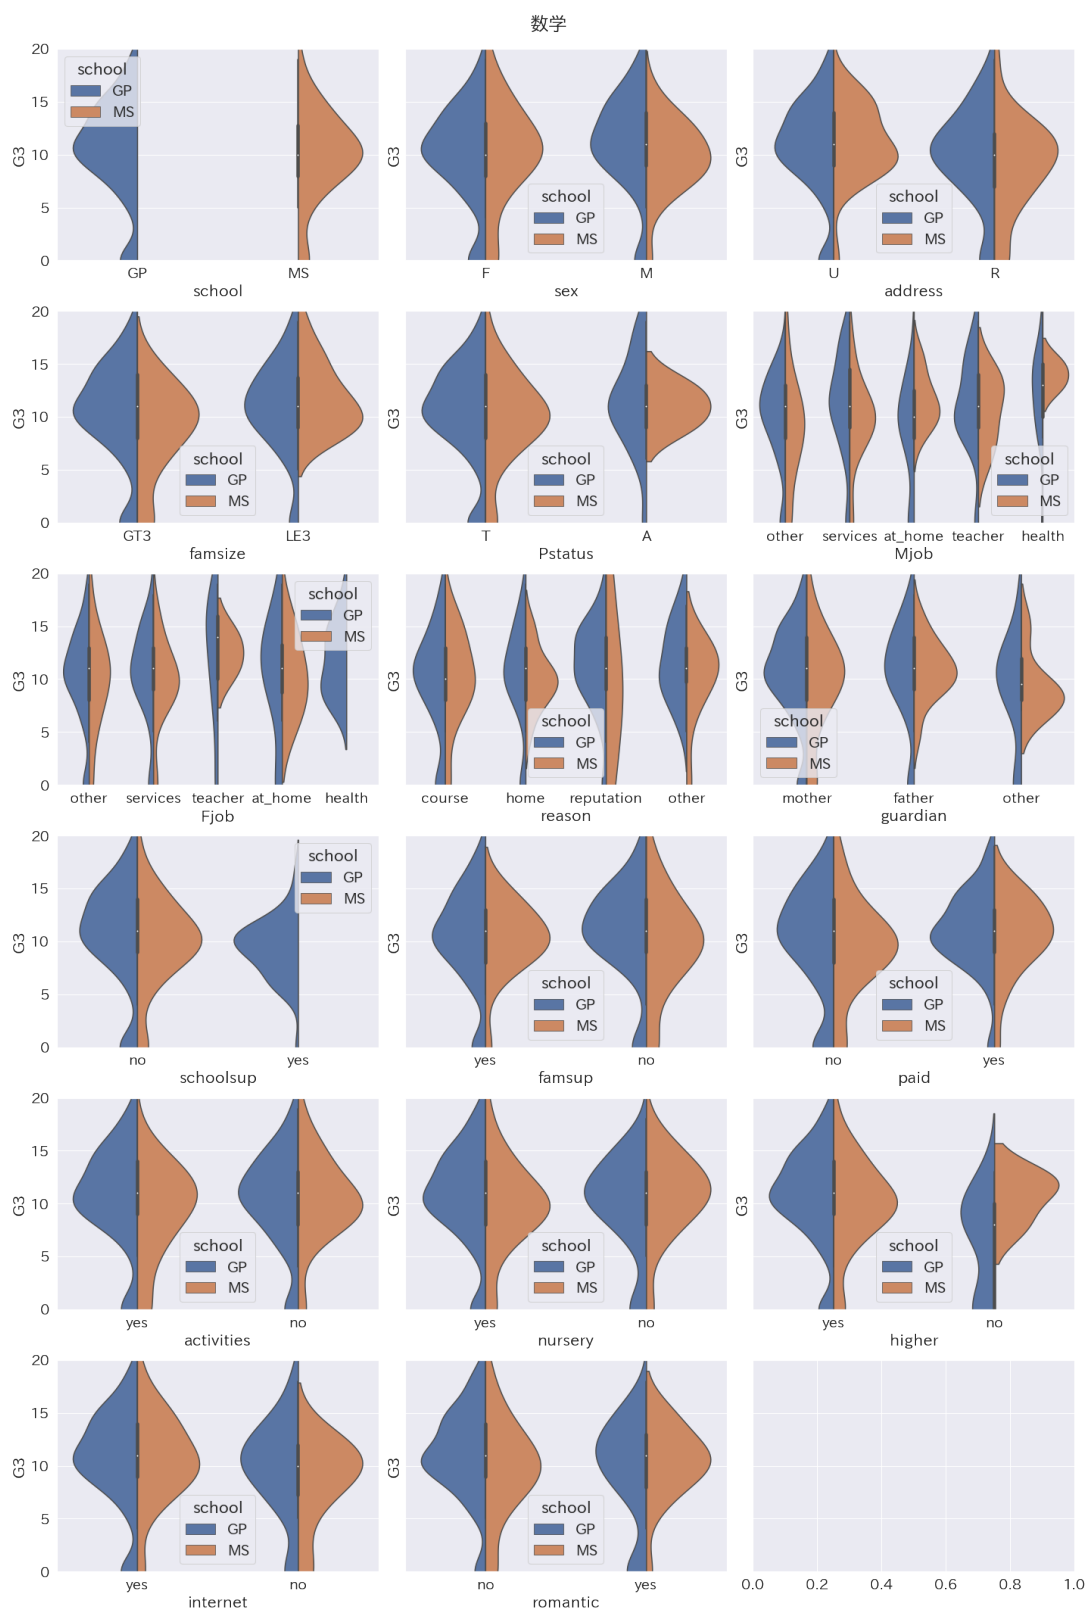 数学
20
15
10
5
0
G3
school
GP
MS
GP MS
school
G3
school
GP
MS
F M
sex
G3
school
GP
MS
U R
address
20
15
10
5
0
G3
school
GP
MS
GT3 LE3
famsize
G3
school
GP
MS
T A
Pstatus
G3
school
GP
MS
other services at_home teacher health
Mjob
20
15
10
5
0
G3
school
GP
MS
other services teacher at_home health
Fjob
G3
school
GP
MS
course home reputation other
reason
G3
school
GP
MS
mother father other
guardian
20
15
10
5
0
G3
school
GP
MS
no yes
schoolsup
G3
school
GP
MS
yes no
famsup
G3
school
GP
MS
no yes
paid
20
15
10
5
0
G3
school
GP
MS
yes no
activities
G3
school
GP
MS
yes no
nursery
G3
school
GP
MS
yes no
higher
20
15
10
5
0
G3
school
GP
MS
yes no
internet
G3
school
GP
MS
no yes
romantic
0.0 0.2 0.4 0.6 0.8 1.0